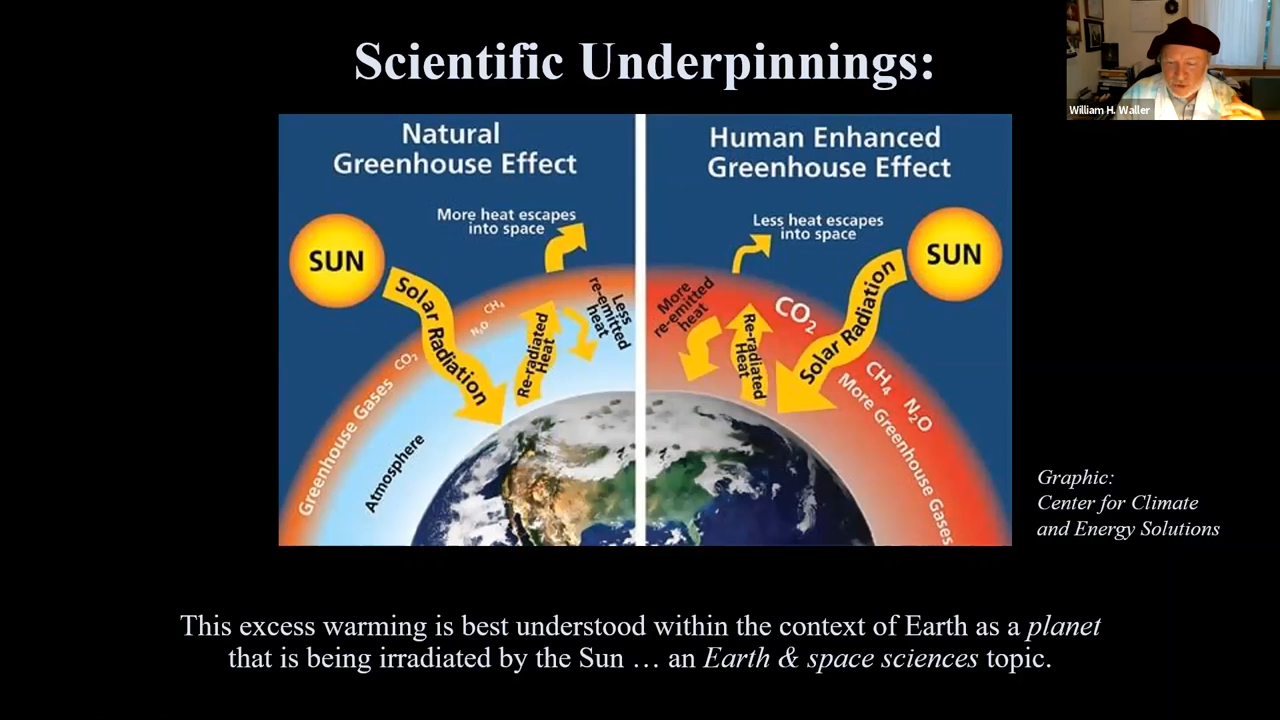 Scientific Underpinnings:
William H. Waller
Natural
Greenhouse Effect
More heat escapes
into space
SUN
Solar Radiation
Re-radiated
Heat
Less
re-emitted
heat
CH₄
N₂O
CO₂
Greenhouse Gases
Atmosphere
Human Enhanced
Greenhouse Effect
Less heat escapes
into space
SUN
Solar Radiation
More
re-emitted
heat
Re-radiated
Heat
CO₂
CH₄
N₂O
More Greenhouse Gases
Graphic:
Center for Climate
and Energy Solutions
This excess warming is best understood within the context of Earth as a planet
that is being irradiated by the Sun … an Earth & space sciences topic.